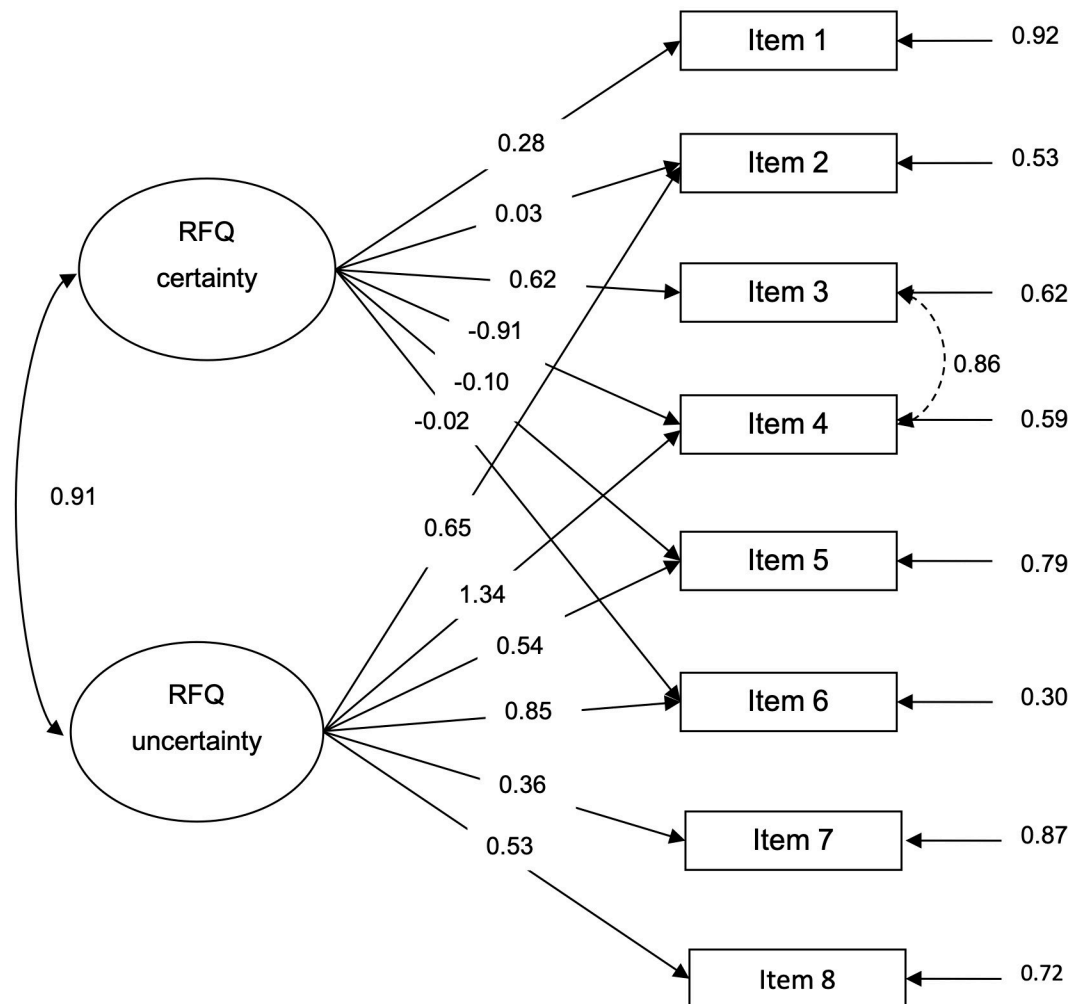 Item 1
0.92
0.28
Item 2
0.53
0.03
RFQ
certainty
0.62
Item 3
0.62
-0.91
0.86
-0.10
-0.02
Item 4
0.59
0.91
0.65
Item 5
0.79
1.34
0.54
RFQ
uncertainty
0.85
Item 6
0.30
0.36
Item 7
0.87
0.53
Item 8
0.72